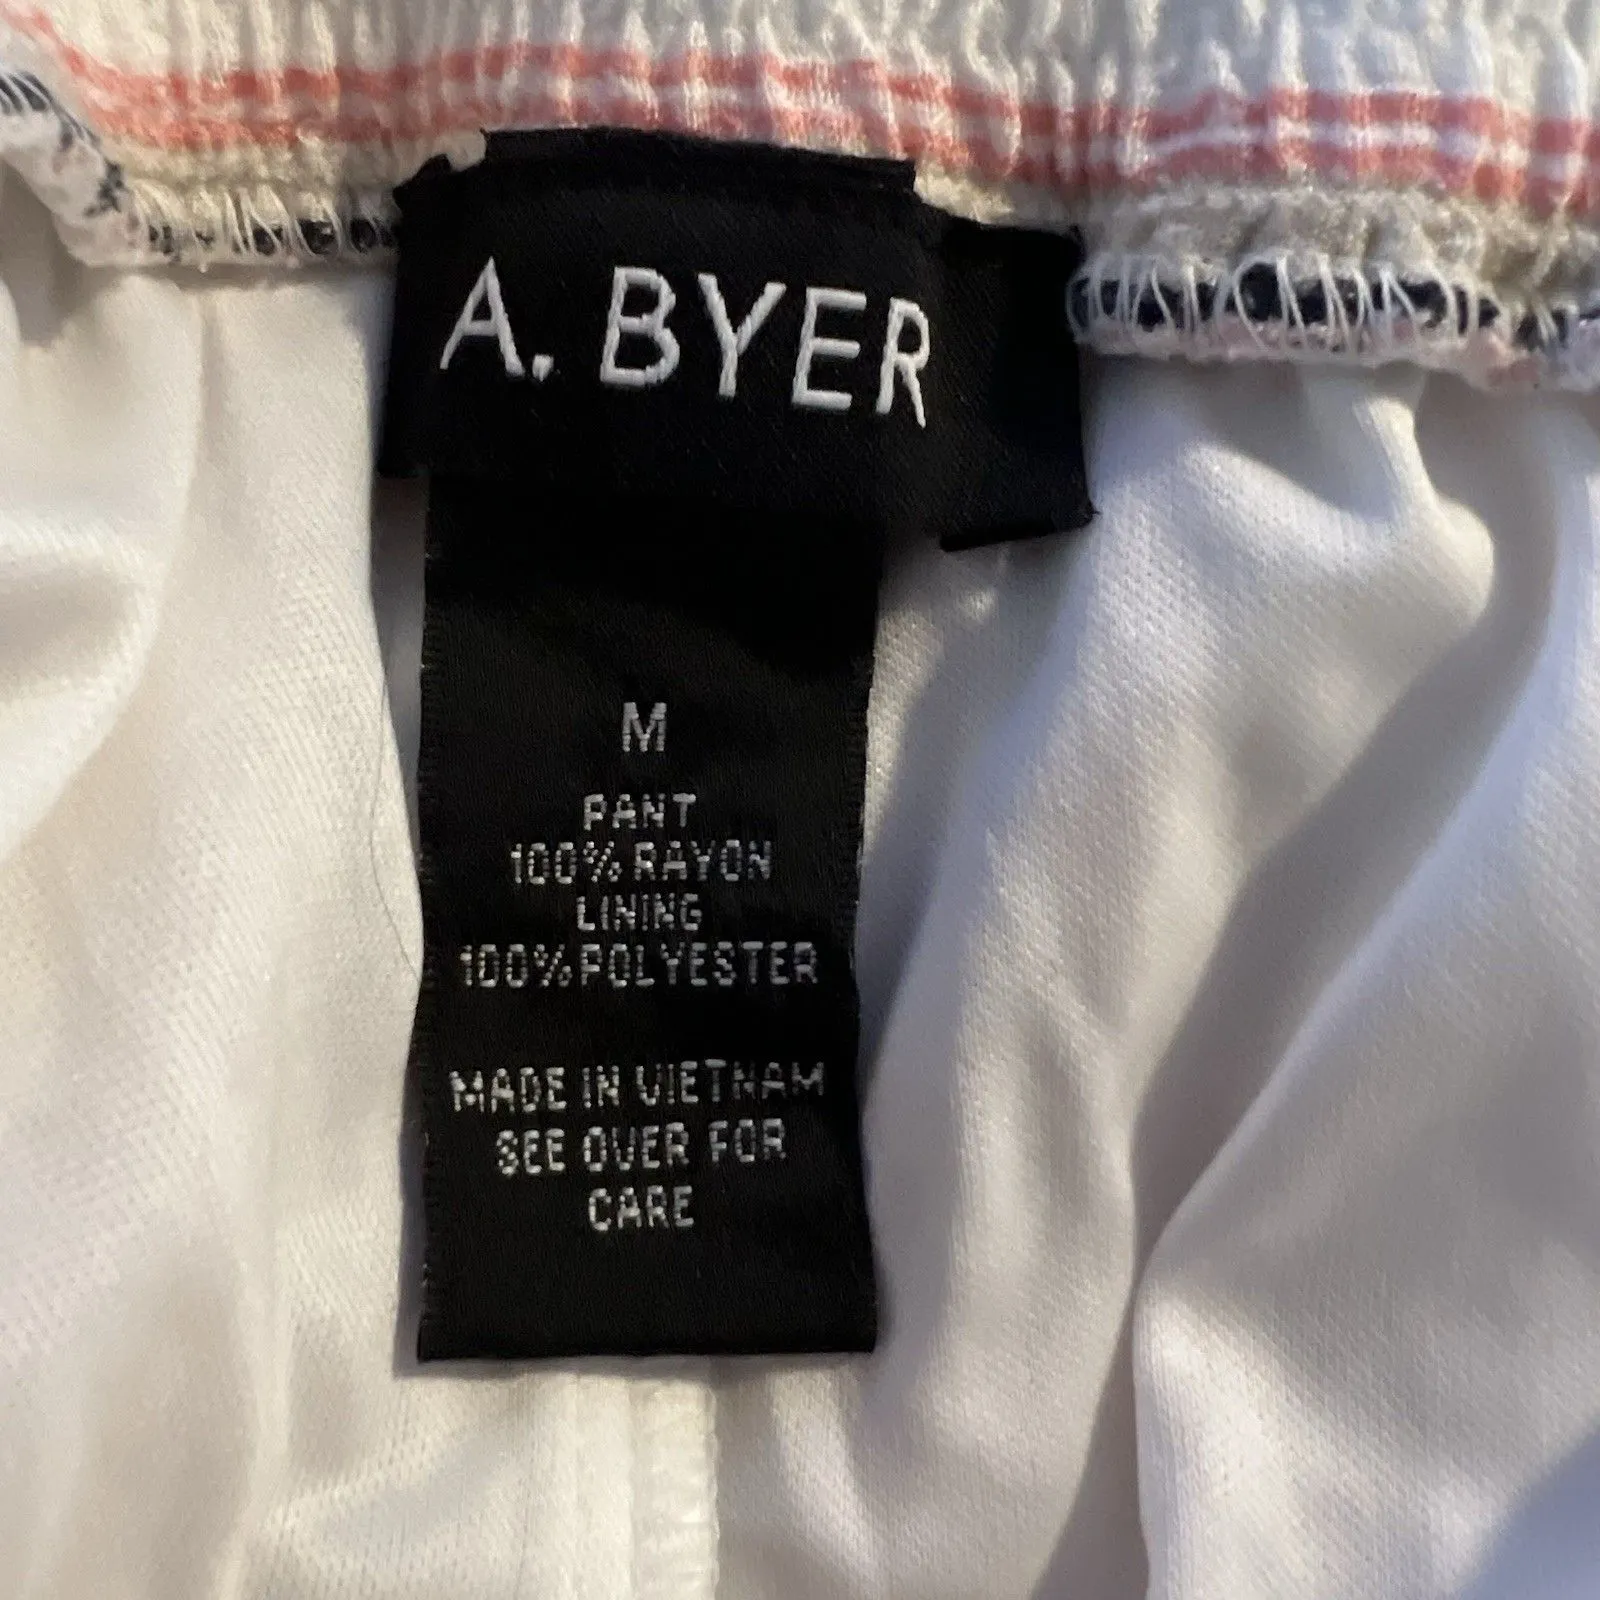 A. BYER
M
PANT
100% RAYON
LINING
100% POLYESTER
MADE IN VIETNAM
SEE OVER FOR
CARE